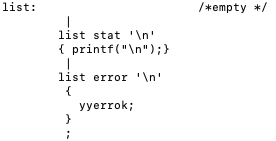 list: /*empty */
|
list stat '\n'
{ printf("\n");}
|
list error '\n'
{
yyerrok;
}
;